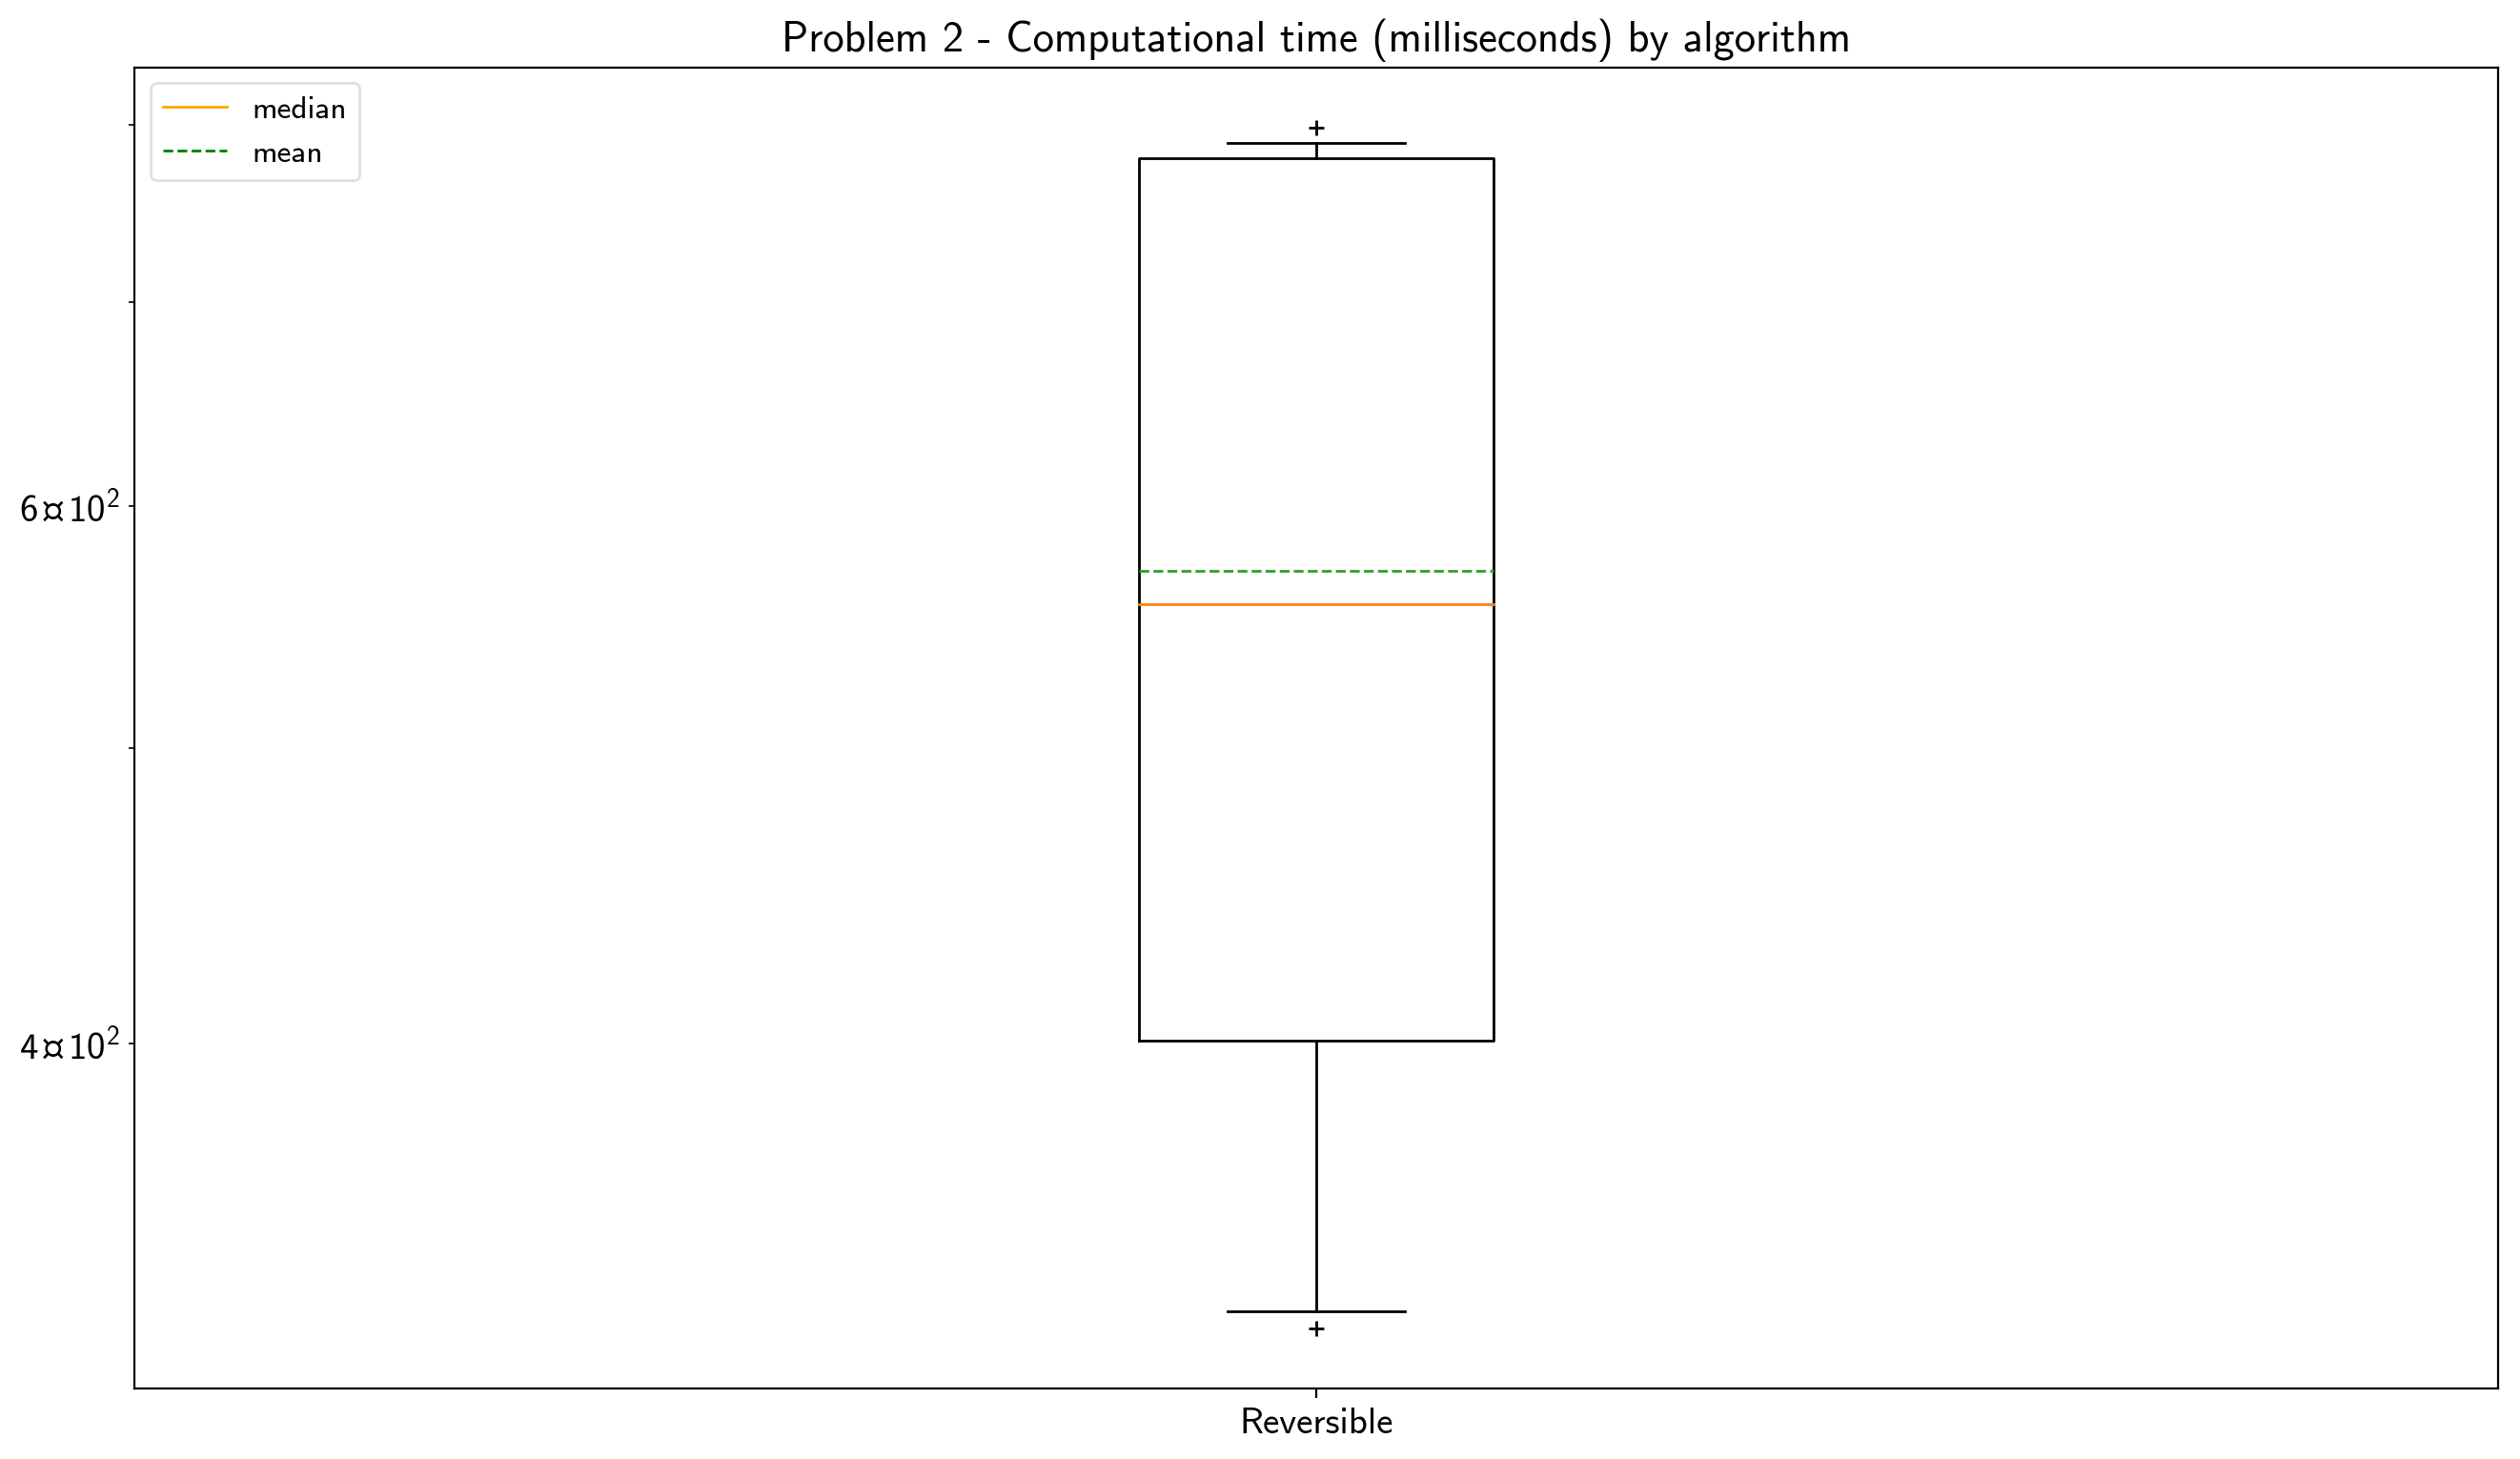 Problem 2 - Computational time (milliseconds) by algorithm
median
mean
6¤10²
4¤10²
Reversible